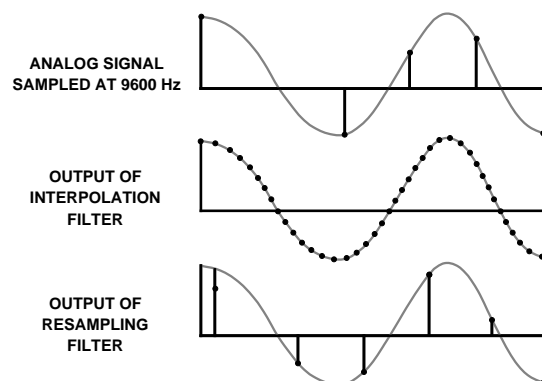 ANALOG SIGNAL
SAMPLED AT 9600 Hz
OUTPUT OF
INTERPOLATION
FILTER
OUTPUT OF
RESAMPLING
FILTER